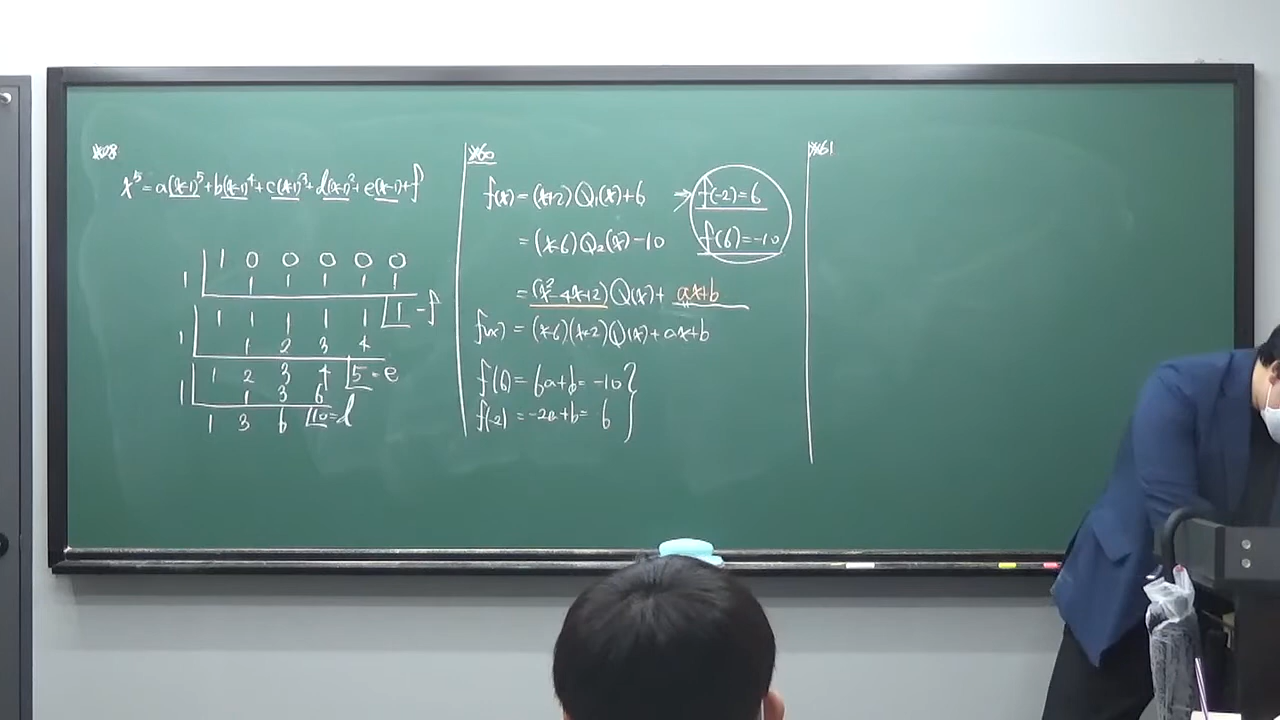 x⁵=a(x-1)⁵+b(x-1)⁴+c(x-1)³+d(x-1)²+e(x-1)+f
1 0 0 0 0 0
1 1 1 1 1 1
1 1 1 1 1 1 = f
1 1 2 3 4
1 2 3 4 5 = e
1 1 3 6
1 3 6 10 = d
※60
f(x) = (x+2)Q₁(x)+6 → f(-2)=6
= (x-6)Q₂(x)-10 f(6)=-10
= (x²-4x+2)Q(x)+ax+b
f(x) = (x-6)(x+2)Q(x)+ax+b
f(6) = 6a+b = -10
f(-2) = -2a+b = 6
※61